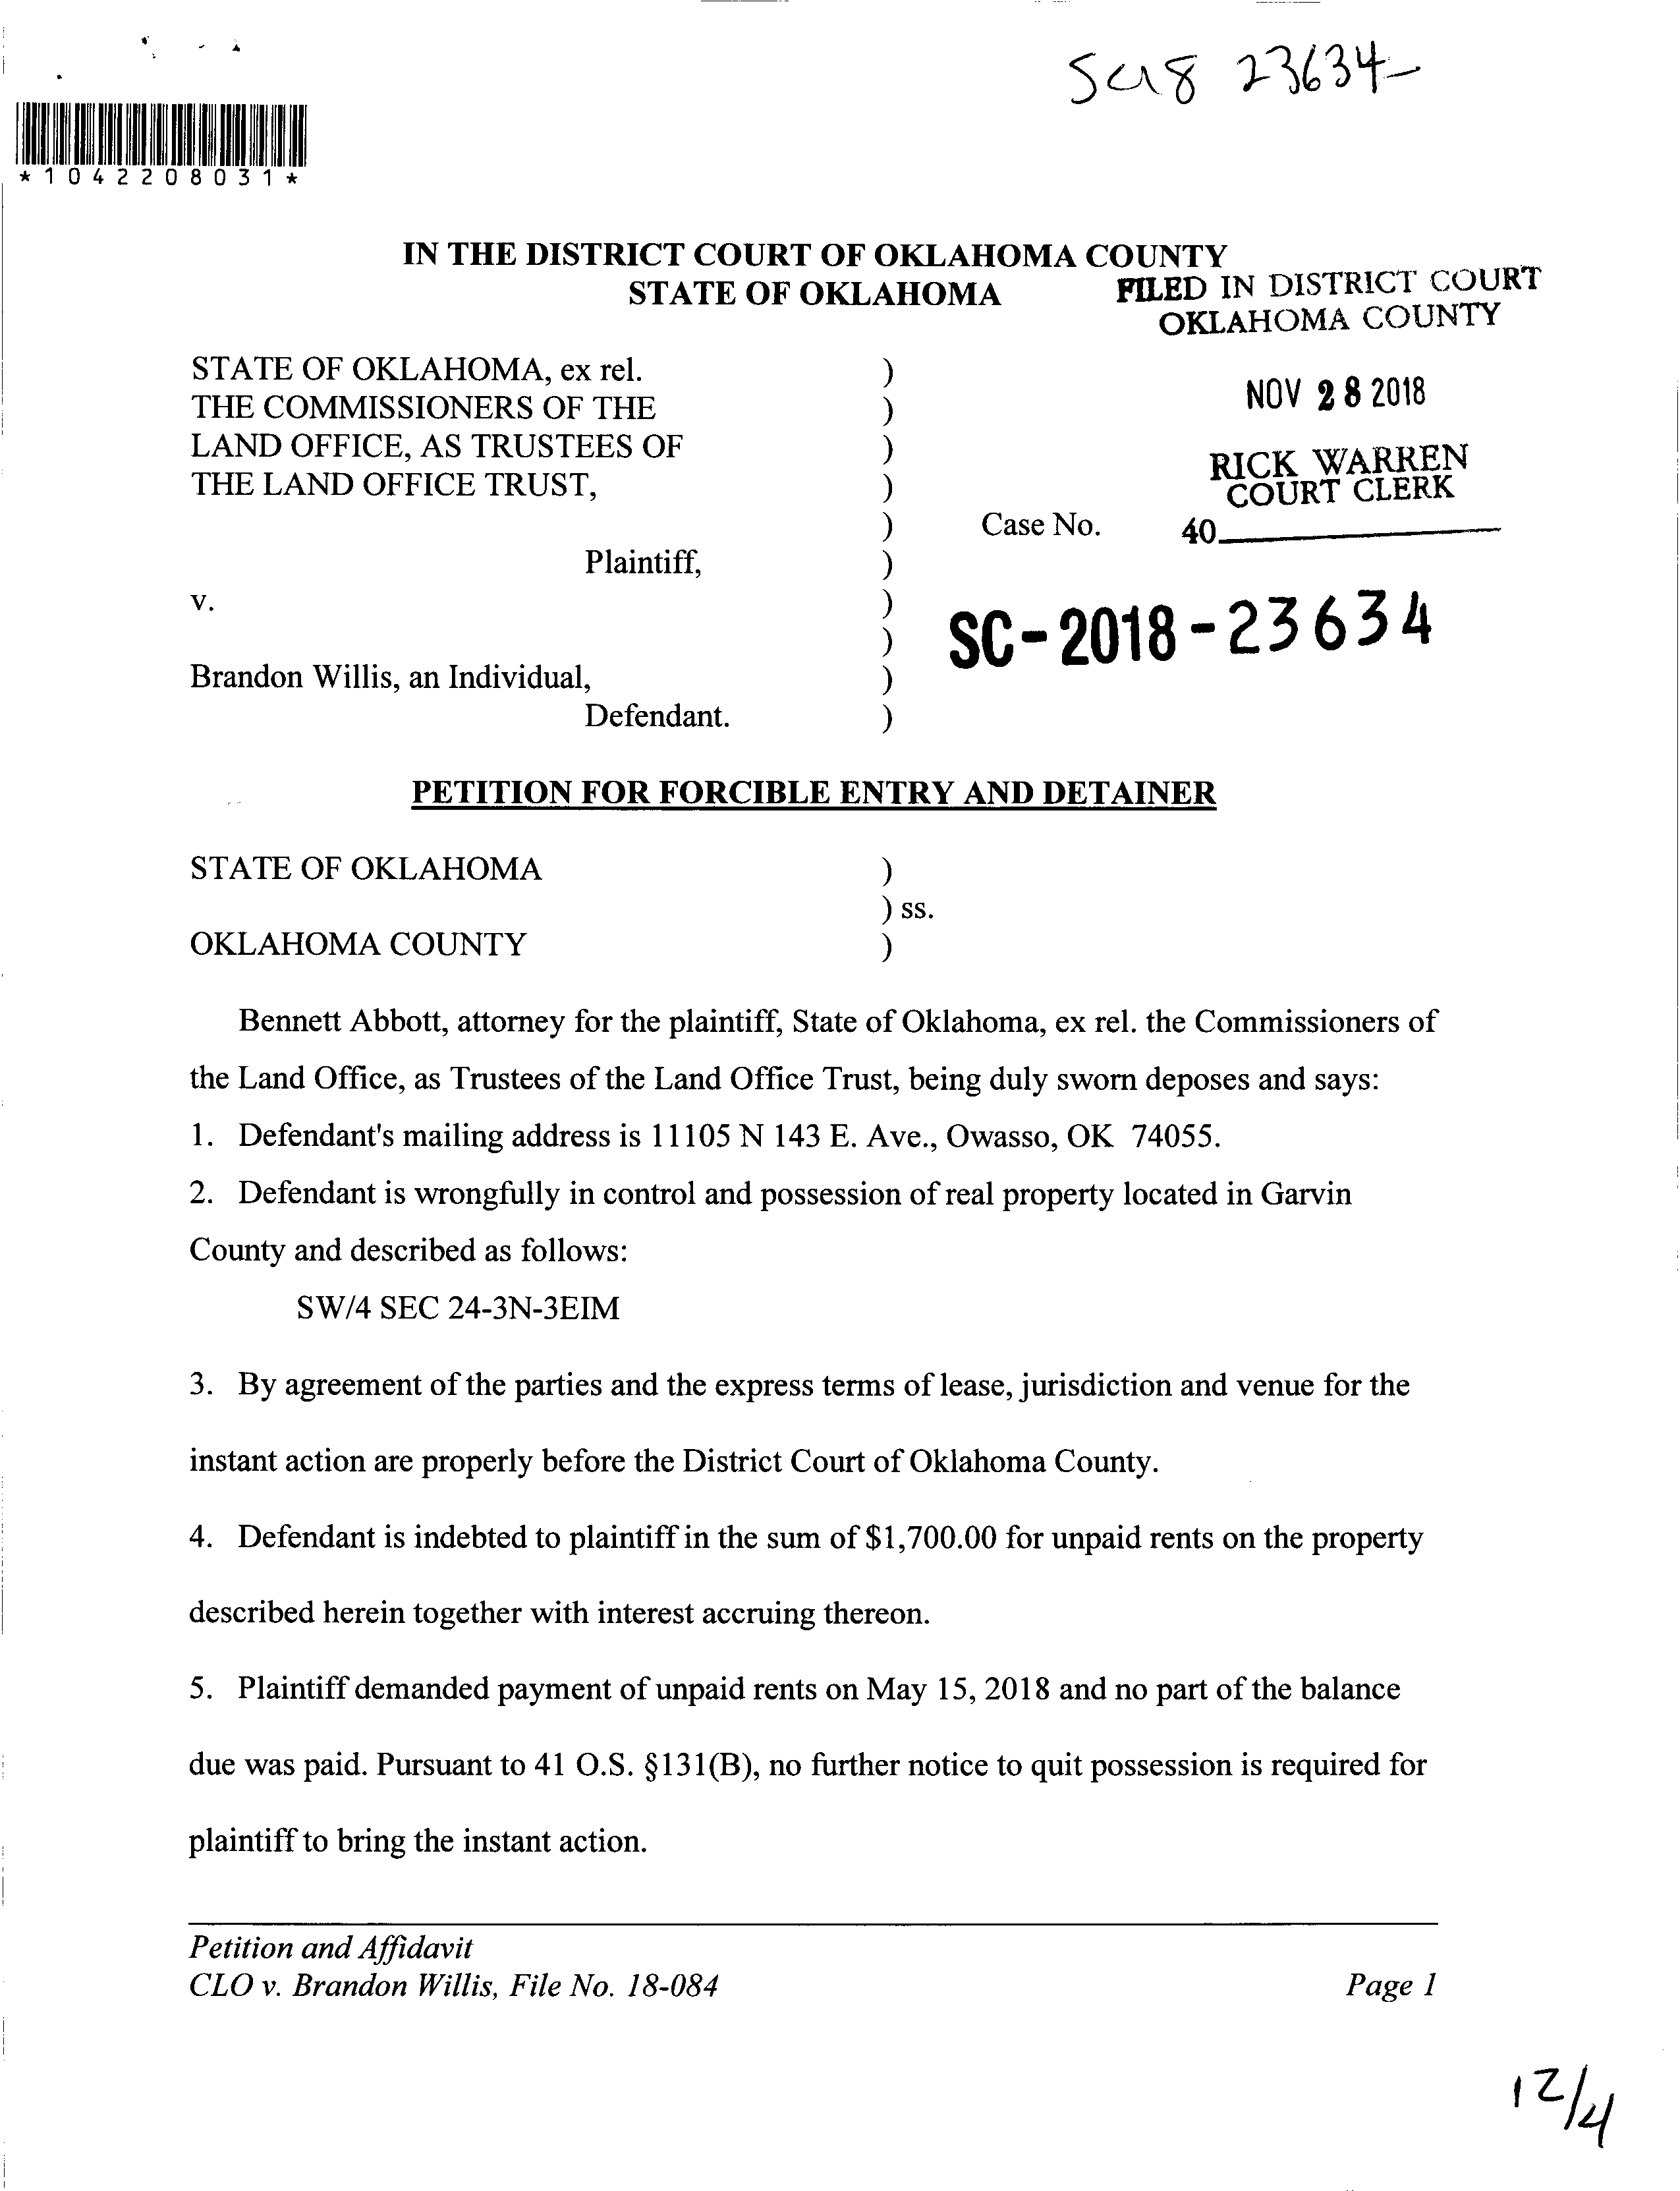 SC18 23634
*1042208031*
IN THE DISTRICT COURT OF OKLAHOMA COUNTY
STATE OF OKLAHOMA
FILED IN DISTRICT COURT
OKLAHOMA COUNTY
NOV 28 2018
RICK WARREN
COURT CLERK
40
STATE OF OKLAHOMA, ex rel. )
THE COMMISSIONERS OF THE )
LAND OFFICE, AS TRUSTEES OF )
THE LAND OFFICE TRUST, )
) Case No.
Plaintiff, )
v. )
) SC-2018-23634
Brandon Willis, an Individual, )
Defendant. )
PETITION FOR FORCIBLE ENTRY AND DETAINER
STATE OF OKLAHOMA )
) ss.
OKLAHOMA COUNTY )
Bennett Abbott, attorney for the plaintiff, State of Oklahoma, ex rel. the Commissioners of
the Land Office, as Trustees of the Land Office Trust, being duly sworn deposes and says:
1. Defendant's mailing address is 11105 N 143 E. Ave., Owasso, OK 74055.
2. Defendant is wrongfully in control and possession of real property located in Garvin
County and described as follows:
SW/4 SEC 24-3N-3EIM
3. By agreement of the parties and the express terms of lease, jurisdiction and venue for the
instant action are properly before the District Court of Oklahoma County.
4. Defendant is indebted to plaintiff in the sum of $1,700.00 for unpaid rents on the property
described herein together with interest accruing thereon.
5. Plaintiff demanded payment of unpaid rents on May 15, 2018 and no part of the balance
due was paid. Pursuant to 41 O.S. §131(B), no further notice to quit possession is required for
plaintiff to bring the instant action.
Petition and Affidavit
CLO v. Brandon Willis, File No. 18-084 Page 1
12/4